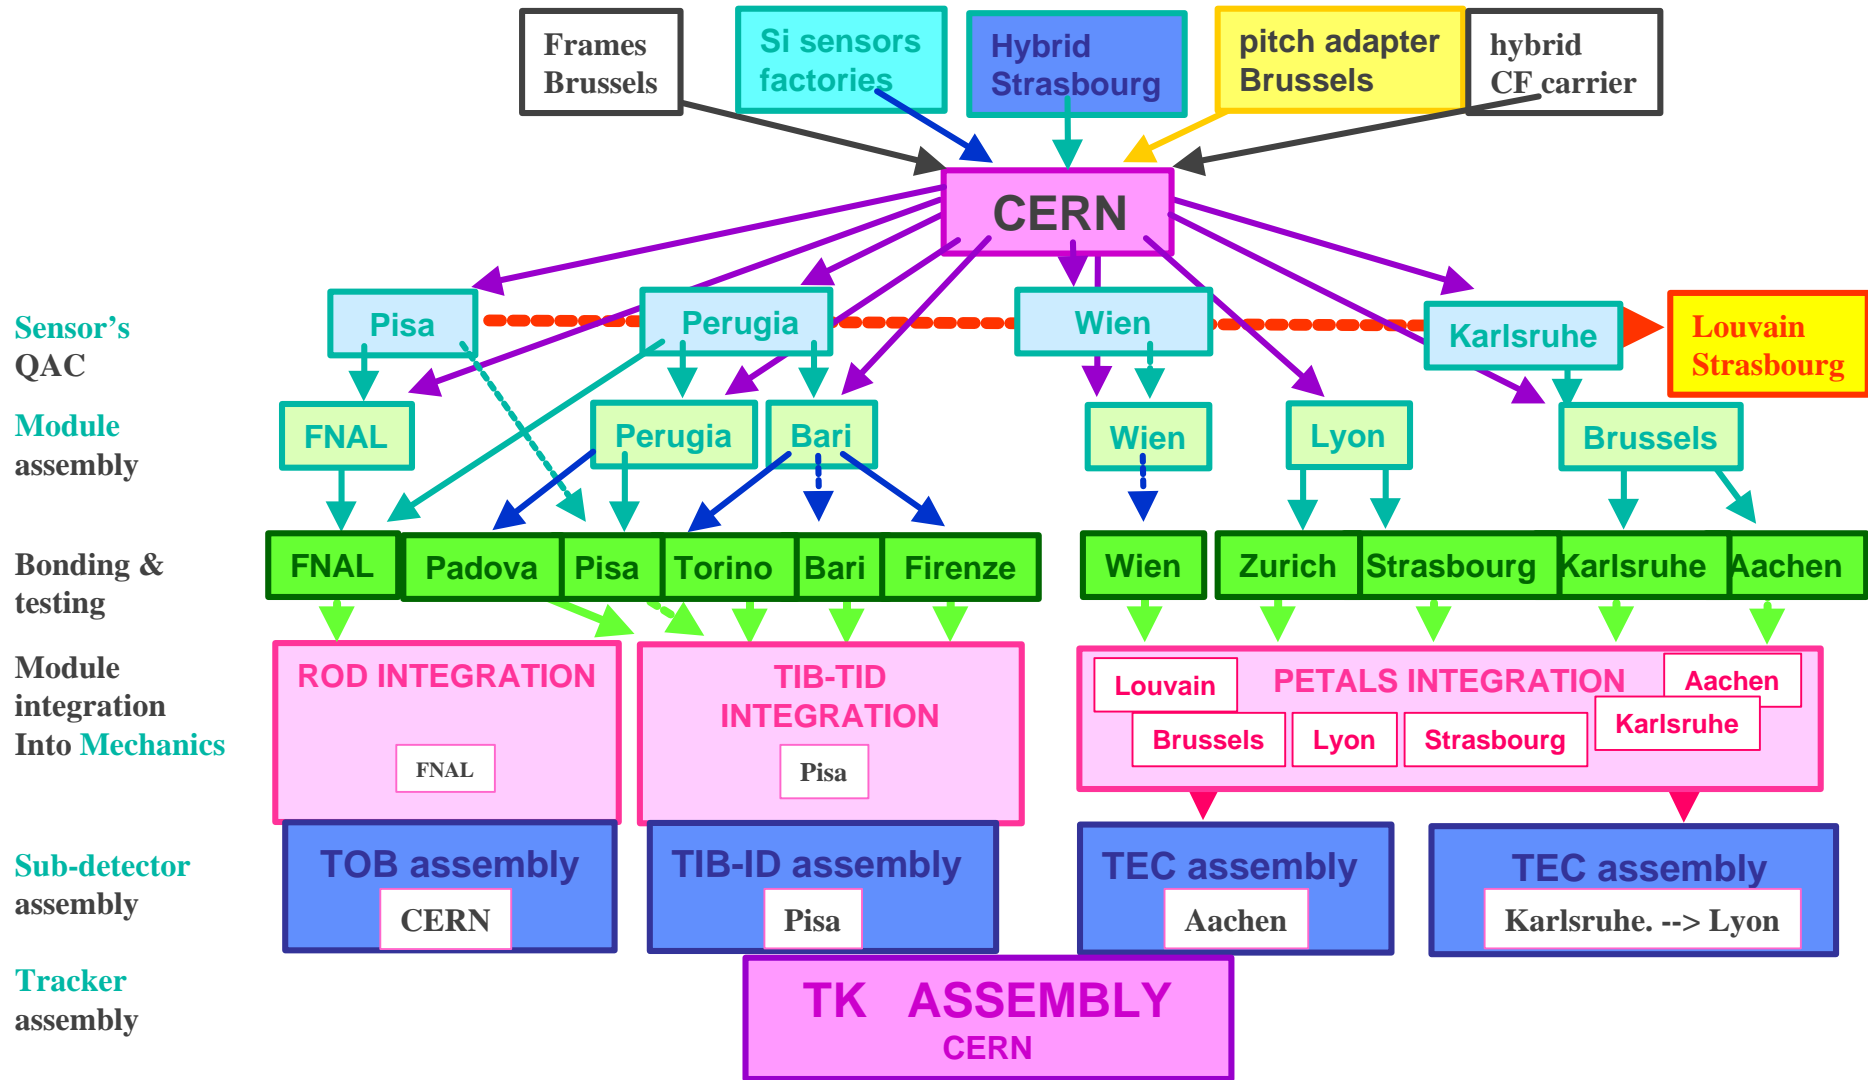 Frames
Brussels
Si sensors
factories
Hybrid
Strasbourg
pitch adapter
Brussels
hybrid
CF carrier
CERN
Sensor's
QAC
Pisa
Perugia
Wien
Karlsruhe
Louvain
Strasbourg
Module
assembly
FNAL
Perugia
Bari
Wien
Lyon
Brussels
Bonding &
testing
FNAL
Padova
Pisa
Torino
Bari
Firenze
Wien
Zurich
Strasbourg
Karlsruhe
Aachen
Module
integration
Into Mechanics
ROD INTEGRATION
FNAL
TIB-TID
INTEGRATION
Pisa
PETALS INTEGRATION
Louvain
Aachen
Brussels
Lyon
Strasbourg
Karlsruhe
Sub-detector
assembly
TOB assembly
CERN
TIB-ID assembly
Pisa
TEC assembly
Aachen
TEC assembly
Karlsruhe. --> Lyon
Tracker
assembly
TK ASSEMBLY
CERN